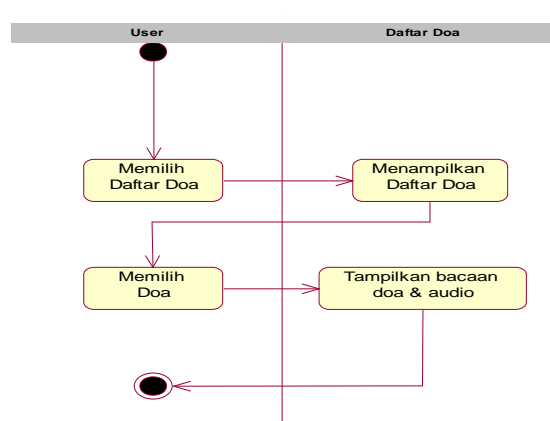 User
Daftar Doa
Memilih
Daftar Doa
Menampilkan
Daftar Doa
Memilih
Doa
Tampilkan bacaan
doa & audio